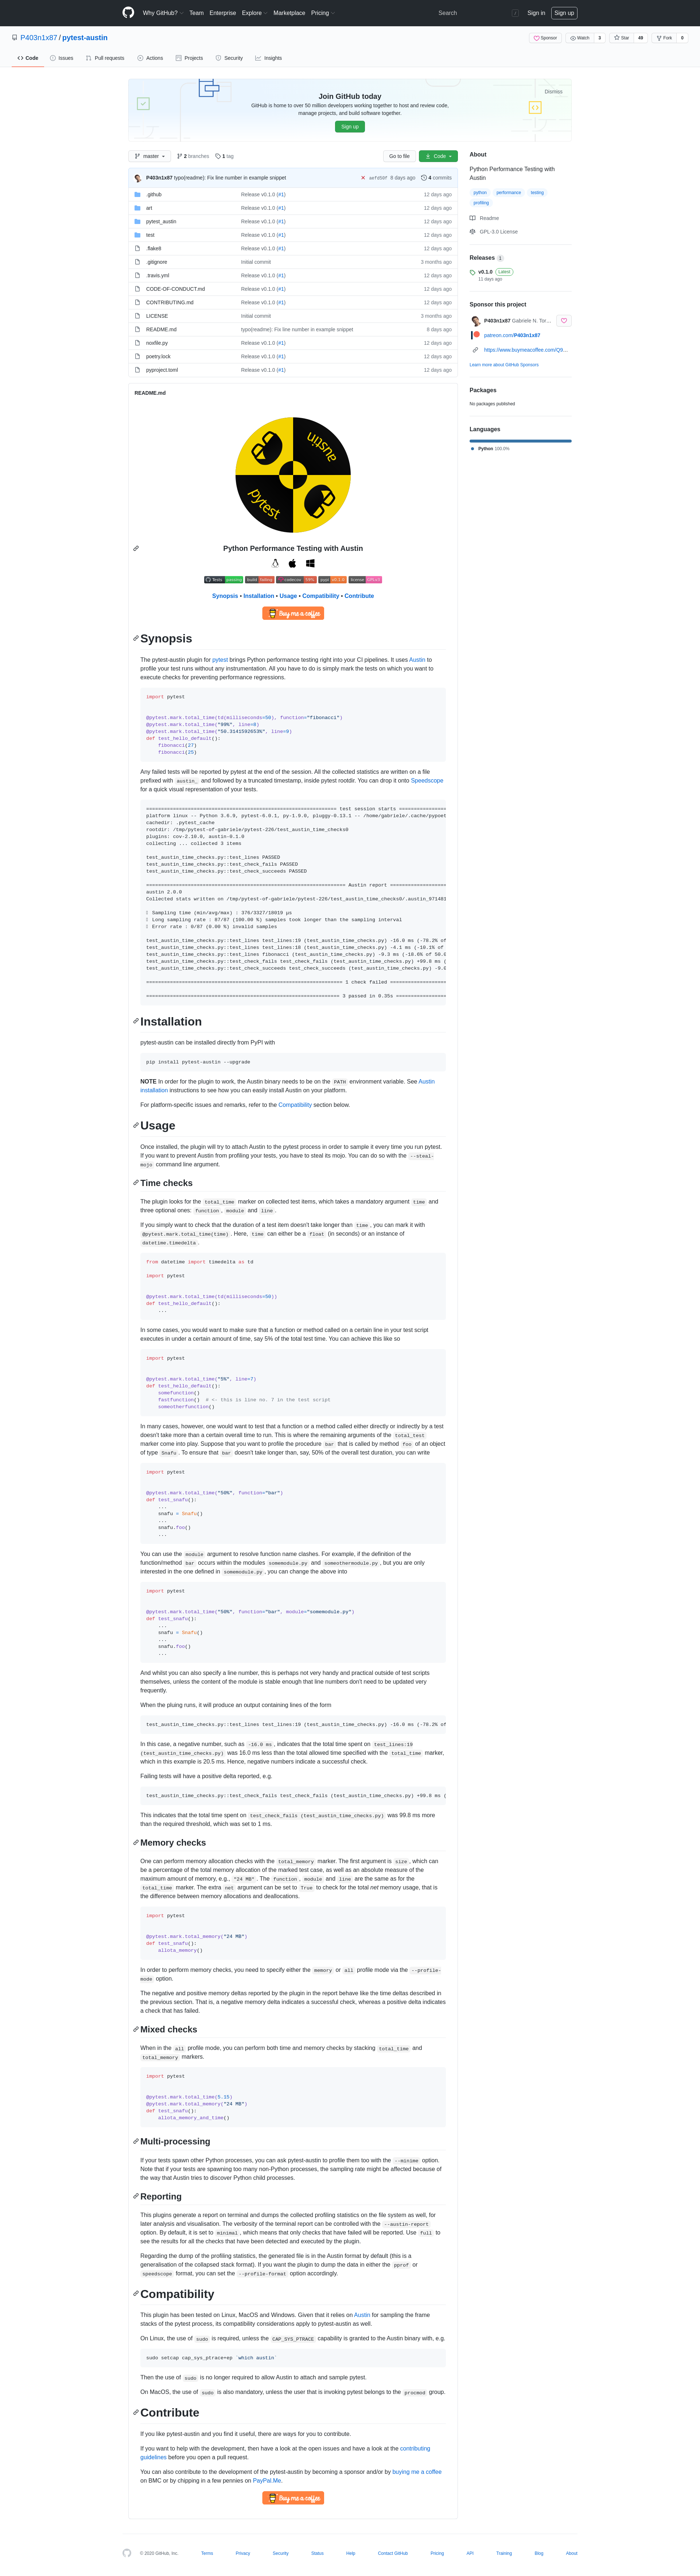 Why GitHub? Team Enterprise Explore Marketplace Pricing Search / Sign in Sign up
P403n1x87 / pytest-austin
Sponsor Watch 3 Star 49 Fork 0
Code Issues Pull requests Actions Projects Security Insights
Join GitHub today
Dismiss
GitHub is home to over 50 million developers working together to host and review code, manage projects, and build software together.
Sign up
master 2 branches 1 tag Go to file Code
P403n1x87 typo(readme): Fix line number in example snippet 8 days ago 4 commits
.github Release v0.1.0 (#1) 12 days ago
art Release v0.1.0 (#1) 12 days ago
pytest_austin Release v0.1.0 (#1) 12 days ago
test Release v0.1.0 (#1) 12 days ago
.flake8 Release v0.1.0 (#1) 12 days ago
.gitignore Initial commit 3 months ago
.travis.yml Release v0.1.0 (#1) 12 days ago
CODE-OF-CONDUCT.md Release v0.1.0 (#1) 12 days ago
CONTRIBUTING.md Release v0.1.0 (#1) 12 days ago
LICENSE Initial commit 3 months ago
README.md typo(readme): Fix line number in example snippet 8 days ago
noxfile.py Release v0.1.0 (#1) 12 days ago
poetry.lock Release v0.1.0 (#1) 12 days ago
pyproject.toml Release v0.1.0 (#1) 12 days ago
About
Python Performance Testing with Austin
python performance testing
profiling
Readme
GPL-3.0 License
Releases 1
v0.1.0 Latest
11 days ago
Sponsor this project
P403n1x87 Gabriele N. Tor...
patreon.com/P403n1x87
https://www.buymeacoffee.com/Q9...
Learn more about GitHub Sponsors
Packages
No packages published
Languages
Python 100.0%
README.md
pytest austin
Python Performance Testing with Austin
Synopsis • Installation • Usage • Compatibility • Contribute
Buy me a coffee
Synopsis
The pytest-austin plugin for pytest brings Python performance testing right into your CI pipelines. It uses Austin to
profile your test runs without any instrumentation. All you have to do is simply mark the tests on which you want to
execute checks for preventing performance regressions.
import pytest
@pytest.mark.total_time(td(milliseconds=50), function="fibonacci")
@pytest.mark.total_time("99%", line=8)
@pytest.mark.total_time("50.3141592653%", line=9)
def test_hello_default():
fibonacci(27)
fibonacci(25)
Any failed tests will be reported by pytest at the end of the session. All the collected statistics are written on a file
prefixed with austin_ and followed by a truncated timestamp, inside pytest rootdir. You can drop it onto Speedscope
for a quick visual representation of your tests.
======== test session starts ========
platform linux -- Python 3.6.9, pytest-6.0.1, py-1.9.0, pluggy-0.13.1 -- /home/gabriele/.cache/pypoet
cachedir: .pytest_cache
rootdir: /tmp/pytest-of-gabriele/pytest-226/test_austin_time_checks0
plugins: cov-2.10.0, austin-0.1.0
collecting ... collected 3 items
test_austin_time_checks.py::test_lines PASSED
test_austin_time_checks.py::test_check_fails PASSED
test_austin_time_checks.py::test_check_succeeds PASSED
======== Austin report ========
austin 2.0.0
Collected stats written on /tmp/pytest-of-gabriele/pytest-226/test_austin_time_checks0/.austin_97149
Sampling time (min/avg/max) : 376/3327/18019 μs
Long sampling rate : 87/87 (100.00 %) samples took longer than the sampling interval
Error rate : 0/87 (0.00 %) invalid samples
test_austin_time_checks.py::test_lines test_lines:19 (test_austin_time_checks.py) -16.0 ms (-78.2% of
test_austin_time_checks.py::test_lines test_lines:18 (test_austin_time_checks.py) -4.1 ms (-10.1% of
test_austin_time_checks.py::test_lines fibonacci (test_austin_time_checks.py) -9.3 ms (-18.6% of 50.0
test_austin_time_checks.py::test_check_fails test_check_fails (test_austin_time_checks.py) +99.8 ms (
test_austin_time_checks.py::test_check_succeeds test_check_succeeds (test_austin_time_checks.py) -9.0
======== 1 check failed ========
======== 3 passed in 0.35s ========
Installation
pytest-austin can be installed directly from PyPI with
pip install pytest-austin --upgrade
NOTE In order for the plugin to work, the Austin binary needs to be on the PATH environment variable. See Austin
installation instructions to see how you can easily install Austin on your platform.
For platform-specific issues and remarks, refer to the Compatibility section below.
Usage
Once installed, the plugin will try to attach Austin to the pytest process in order to sample it every time you run pytest.
If you want to prevent Austin from profiling your tests, you have to steal its mojo. You can do so with the --steal-
mojo command line argument.
Time checks
The plugin looks for the total_time marker on collected test items, which takes a mandatory argument time and
three optional ones: function, module and line.
If you simply want to check that the duration of a test item doesn't take longer than time, you can mark it with
@pytest.mark.total_time(time). Here, time can either be a float (in seconds) or an instance of
datetime.timedelta.
from datetime import timedelta as td
import pytest
@pytest.mark.total_time(td(milliseconds=50))
def test_hello_default():
...
In some cases, you would want to make sure that a function or method called on a certain line in your test script
executes in under a certain amount of time, say 5% of the total test time. You can achieve this like so
import pytest
@pytest.mark.total_time("5%", line=7)
def test_hello_default():
somefunction()
fastfunction() # <- this is line no. 7 in the test script
someotherfunction()
In many cases, however, one would want to test that a function or a method called either directly or indirectly by a test
doesn't take more than a certain overall time to run. This is where the remaining arguments of the total_test
marker come into play. Suppose that you want to profile the procedure bar that is called by method foo of an object
of type Snafu. To ensure that bar doesn't take longer than, say, 50% of the overall test duration, you can write
import pytest
@pytest.mark.total_time("50%", function="bar")
def test_snafu():
...
snafu = Snafu()
...
snafu.foo()
...
You can use the module argument to resolve function name clashes. For example, if the definition of the
function/method bar occurs within the modules somemodule.py and someothermodule.py, but you are only
interested in the one defined in somemodule.py, you can change the above into
import pytest
@pytest.mark.total_time("50%", function="bar", module="somemodule.py")
def test_snafu():
...
snafu = Snafu()
...
snafu.foo()
...
And whilst you can also specify a line number, this is perhaps not very handy and practical outside of test scripts
themselves, unless the content of the module is stable enough that line numbers don't need to be updated very
frequently.
When the pluing runs, it will produce an output containing lines of the form
test_austin_time_checks.py::test_lines test_lines:19 (test_austin_time_checks.py) -16.0 ms (-78.2% of
In this case, a negative number, such as -16.0 ms, indicates that the total time spent on test_lines:19
(test_austin_time_checks.py) was 16.0 ms less than the total allowed time specified with the total_time marker,
which in this example is 20.5 ms. Hence, negative numbers indicate a successful check.
Failing tests will have a positive delta reported, e.g.
test_austin_time_checks.py::test_check_fails test_check_fails (test_austin_time_checks.py) +99.8 ms (
This indicates that the total time spent on test_check_fails (test_austin_time_checks.py) was 99.8 ms more
than the required threshold, which was set to 1 ms.
Memory checks
One can perform memory allocation checks with the total_memory marker. The first argument is size, which can
be a percentage of the total memory allocation of the marked test case, as well as an absolute measure of the
maximum amount of memory, e.g., "24 MB". The function, module and line are the same as for the
total_time marker. The extra net argument can be set to True to check for the total net memory usage, that is
the difference between memory allocations and deallocations.
import pytest
@pytest.mark.total_memory("24 MB")
def test_snafu():
allota_memory()
In order to perform memory checks, you need to specify either the memory or all profile mode via the --profile-
mode option.
The negative and positive memory deltas reported by the plugin in the report behave like the time deltas described in
the previous section. That is, a negative memory delta indicates a successful check, whereas a positive delta indicates
a check that has failed.
Mixed checks
When in the all profile mode, you can perform both time and memory checks by stacking total_time and
total_memory markers.
import pytest
@pytest.mark.total_time(5.15)
@pytest.mark.total_memory("24 MB")
def test_snafu():
allota_memory_and_time()
Multi-processing
If your tests spawn other Python processes, you can ask pytest-austin to profile them too with the --minime option.
Note that if your tests are spawning too many non-Python processes, the sampling rate might be affected because of
the way that Austin tries to discover Python child processes.
Reporting
This plugins generate a report on terminal and dumps the collected profiling statistics on the file system as well, for
later analysis and visualisation. The verbosity of the terminal report can be controlled with the --austin-report
option. By default, it is set to minimal, which means that only checks that have failed will be reported. Use full to
see the results for all the checks that have been detected and executed by the plugin.
Regarding the dump of the profiling statistics, the generated file is in the Austin format by default (this is a
generalisation of the collapsed stack format). If you want the plugin to dump the data in either the pprof or
speedscope format, you can set the --profile-format option accordingly.
Compatibility
This plugin has been tested on Linux, MacOS and Windows. Given that it relies on Austin for sampling the frame
stacks of the pytest process, its compatibility considerations apply to pytest-austin as well.
On Linux, the use of sudo is required, unless the CAP_SYS_PTRACE capability is granted to the Austin binary with, e.g.
sudo setcap cap_sys_ptrace+ep `which austin`
Then the use of sudo is no longer required to allow Austin to attach and sample pytest.
On MacOS, the use of sudo is also mandatory, unless the user that is invoking pytest belongs to the procmod group.
Contribute
If you like pytest-austin and you find it useful, there are ways for you to contribute.
If you want to help with the development, then have a look at the open issues and have a look at the contributing
guidelines before you open a pull request.
You can also contribute to the development of the pytest-austin by becoming a sponsor and/or by buying me a coffee
on BMC or by chipping in a few pennies on PayPal.Me.
Buy me a coffee
© 2020 GitHub, Inc. Terms Privacy Security Status Help Contact GitHub Pricing API Training Blog About